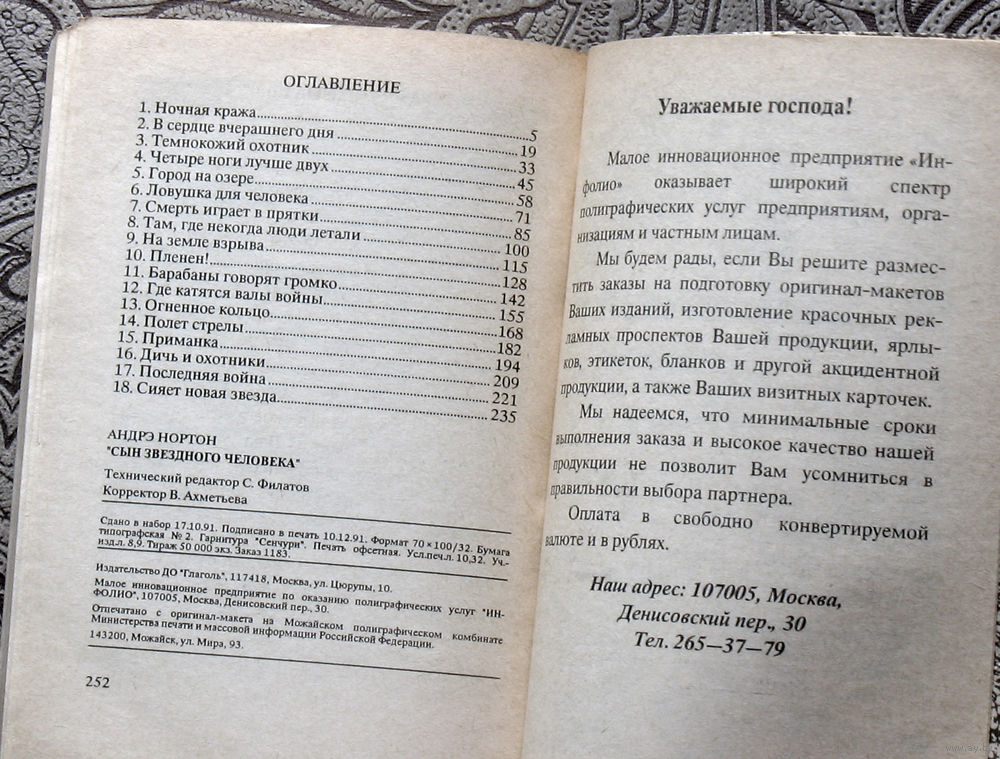 ОГЛАВЛЕНИЕ
1. Ночная кража 5
2. В сердце вчерашнего дня 19
3. Темнокожий охотник 33
4. Четыре ноги лучше двух 45
5. Город на озере 58
6. Ловушка для человека 71
7. Смерть играет в прятки 85
8. Там, где некогда люди летали 100
9. На земле взрыва 115
10. Пленен! 128
11. Барабаны говорят громко 142
12. Где катятся валы войны 155
13. Огненное кольцо 168
14. Полет стрелы 182
15. Приманка 194
16. Дичь и охотники 209
17. Последняя война 221
18. Сияет новая звезда 235
АНДРЭ НОРТОН
"СЫН ЗВЕЗДНОГО ЧЕЛОВЕКА"
Технический редактор С. Филатов
Корректор В. Ахметьева
Сдано в набор 17.10.91. Подписано в печать 10.12.91. Формат 70×100/32. Бумага
типографская №2. Гарнитура "Сенчури". Печать офсетная. Усл.печ.л. 10,32. Уч.-
изд.л. 8,9. Тираж 50 000 экз. Заказ 1183.
Издательство ДО "Глаголь", 117418, Москва, ул. Цюрупы, 10.
Малое инновационное предприятие по оказанию полиграфических услуг "ИН-
ФОЛИО", 107005, Москва, Денисовский пер., 30.
Отпечатано с оригинал-макета на Можайском полиграфическом комбинате
Министерства печати и массовой информации Российской Федерации.
143200, Можайск, ул. Мира, 93.
252
Уважаемые господа!
Малое инновационное предприятие «Ин-
фолио» оказывает широкий спектр
полиграфических услуг предприятиям, орга-
низациям и частным лицам.
Мы будем рады, если Вы решите размес-
тить заказы на подготовку оригинал-макетов
Ваших изданий, изготовление красочных рек-
ламных проспектов Вашей продукции, ярлы-
ков, этикеток, бланков и другой акцидентной
продукции, а также Ваших визитных карточек.
Мы надеемся, что минимальные сроки
выполнения заказа и высокое качество нашей
продукции не позволит Вам усомниться в
правильности выбора партнера.
Оплата в свободно конвертируемой
валюте и в рублях.
Наш адрес: 107005, Москва,
Денисовский пер., 30
Тел. 265—37—79